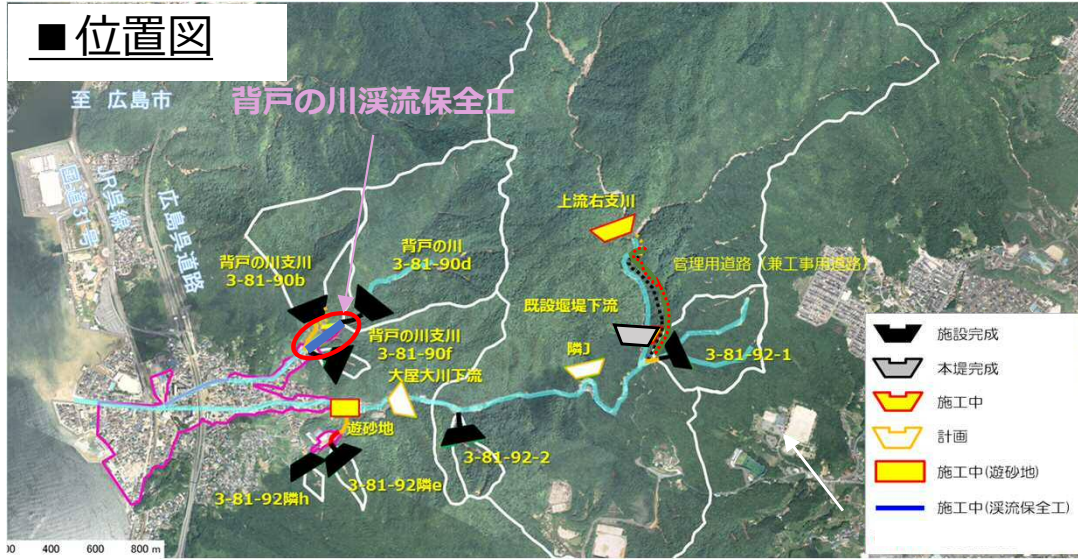 ■位置図
至 広島市
背戸の川渓流保全工
国道31号
JR呉線
広島呉道路
上流右支川
背戸の川
3-81-90d
背戸の川支川
3-81-90b
管理用道路（兼工事用道路）
既設堰堤下流
背戸の川支川
3-81-90f
隣J
3-81-92-1
大屋大川下流
遊砂地
3-81-92-2
3-81-92隣e
3-81-92隣h
施設完成
本堤完成
施工中
計画
施工中(遊砂地)
施工中(渓流保全工)
400 600 800 m